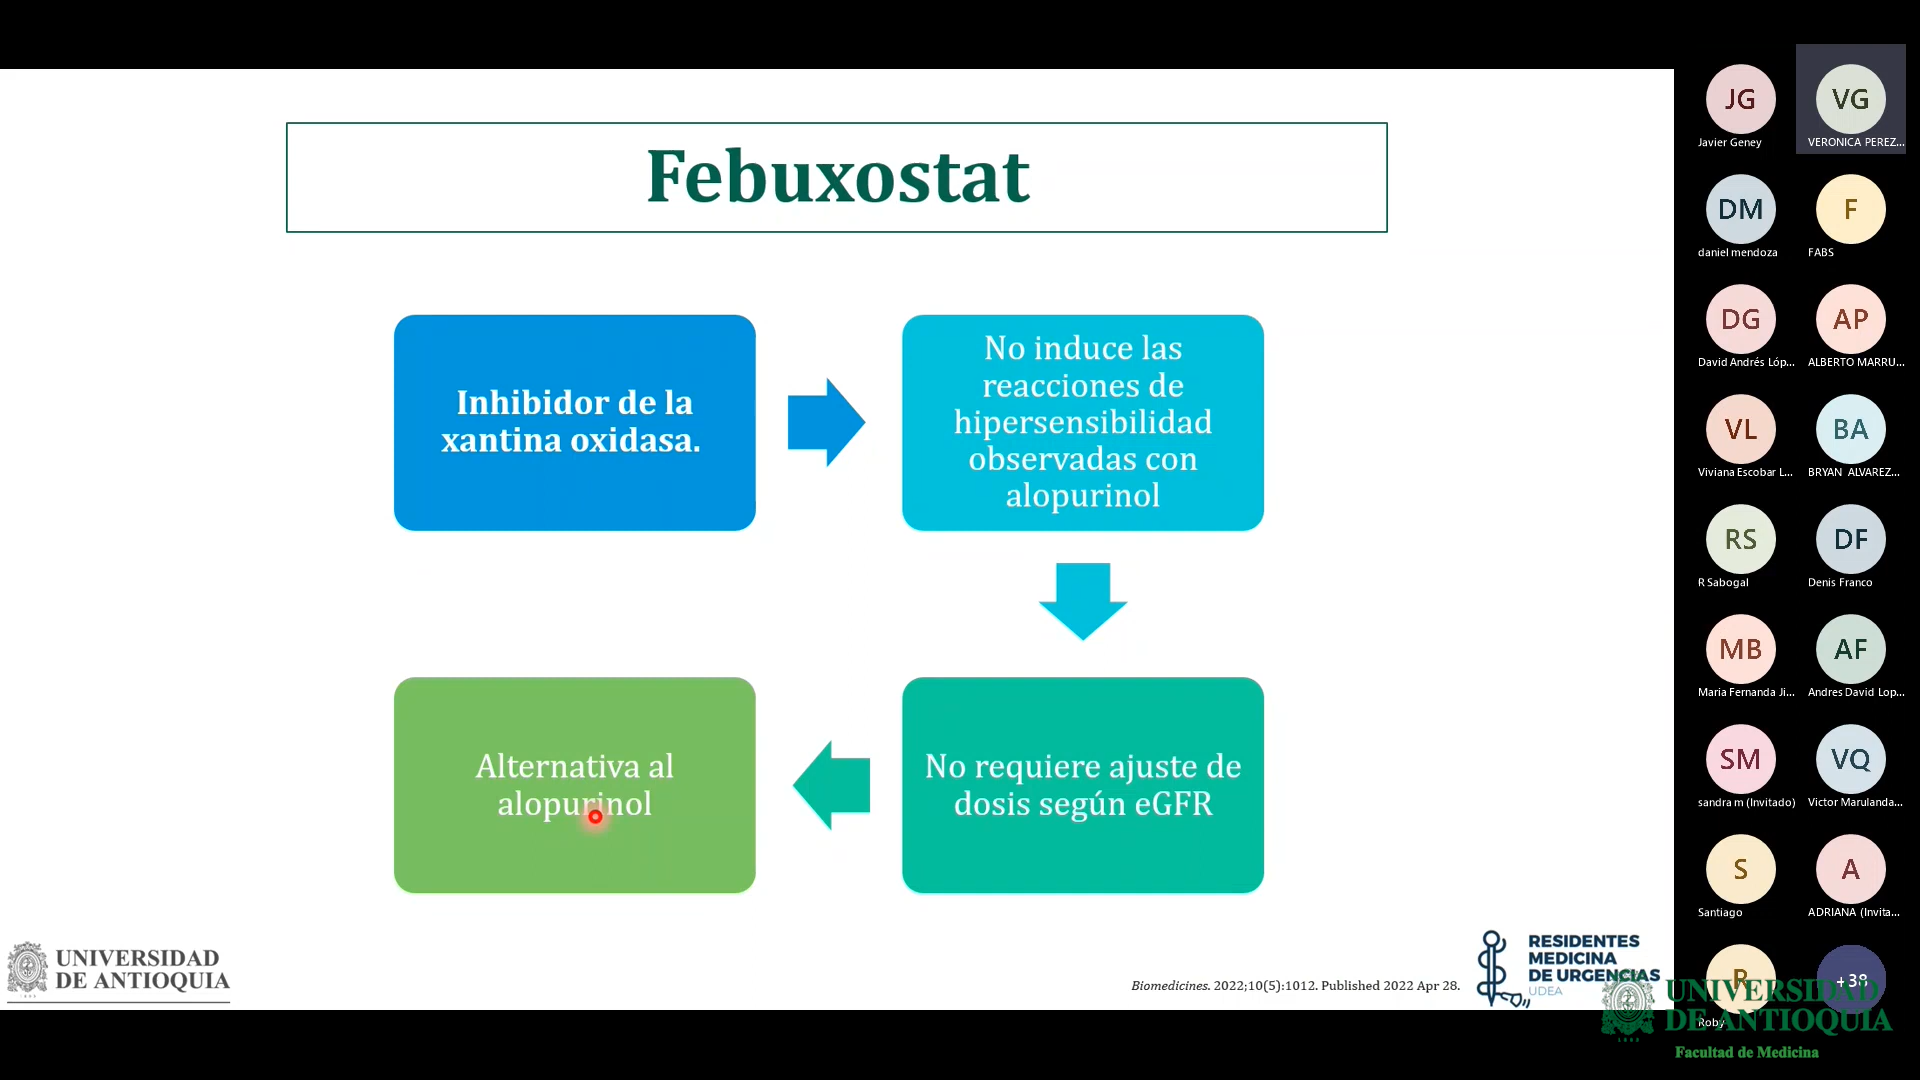 Febuxostat
Inhibidor de la
xantina oxidasa.
No induce las
reacciones de
hipersensibilidad
observadas con
alopurinol
Alternativa al
alopurinol
No requiere ajuste de
dosis según eGFR
UNIVERSIDAD
DE ANTIOQUIA
1803
Biomedicines. 2022;10(5):1012. Published 2022 Apr 28.
RESIDENTES
MEDICINA
DE URGENCIAS
UDEA
JG
Javier Geney
VG
VERONICA PEREZ...
DM
daniel mendoza
F
FABS
DG
David Andrés Lóp...
AP
ALBERTO MARRU...
VL
Viviana Escobar L...
BA
BRYAN ALVAREZ...
RS
R Sabogal
DF
Denis Franco
MB
Maria Fernanda Ji...
AF
Andres David Lop...
SM
sandra m (Invitado)
VQ
Victor Marulanda...
S
Santiago
A
ADRIANA (Invita...
R
Roby
+38
UNIVERSIDAD
DE ANTIOQUIA
1803
Facultad de Medicina